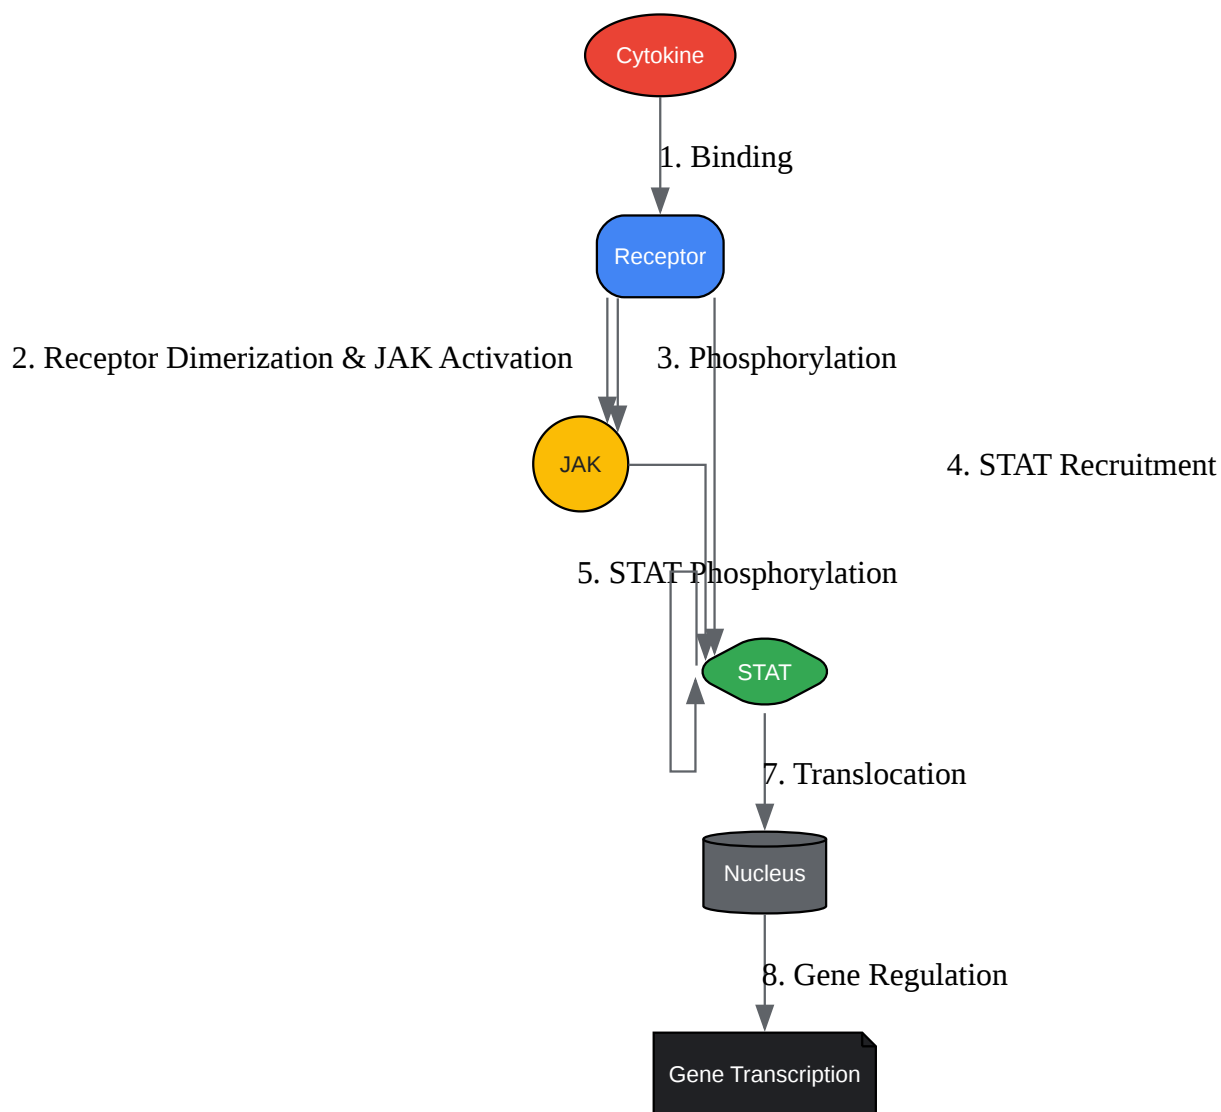 Cytokine
1. Binding
Receptor
2. Receptor Dimerization & JAK Activation
3. Phosphorylation
JAK
4. STAT Recruitment
5. STAT Phosphorylation
STAT
7. Translocation
Nucleus
8. Gene Regulation
Gene Transcription